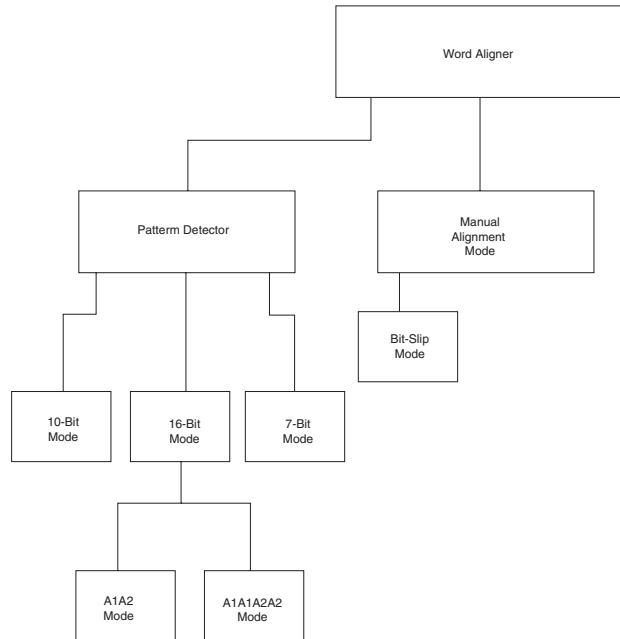 Word Aligner
Patterm Detector
Manual
Alignment
Mode
Bit-Slip
Mode
10-Bit
Mode
16-Bit
Mode
7-Bit
Mode
A1A2
Mode
A1A1A2A2
Mode